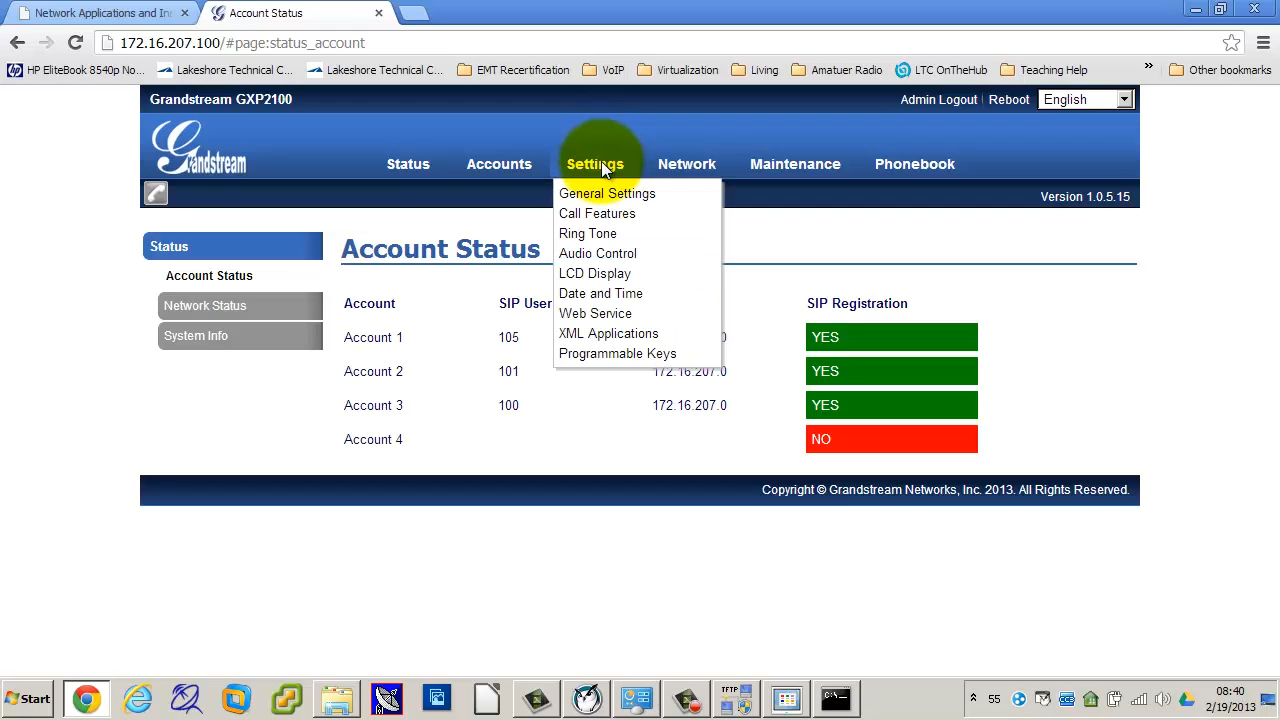 Network Applications and In
Account Status
172.16.207.100/#page:status_account
HP EliteBook 8540p No...
Lakeshore Technical C...
Lakeshore Technical C...
EMT Recertification
VoIP
Virtualization
Living
Amatuer Radio
LTC OnTheHub
Teaching Help
»
Other bookmarks
Grandstream GXP2100
Admin Logout | Reboot
English
Grandstream
Status
Accounts
Settings
Network
Maintenance
Phonebook
Version 1.0.5.15
General Settings
Call Features
Ring Tone
Audio Control
LCD Display
Date and Time
Web Service
XML Applications
Programmable Keys
Status
Account Status
Network Status
System Info
Account Status
Account SIP User SIP Registration
Account 1 105 0 YES
Account 2 101 172.16.207.0 YES
Account 3 100 172.16.207.0 YES
Account 4 NO
Copyright © Grandstream Networks, Inc. 2013. All Rights Reserved.
Start
TFTP
55
08:40
2/19/2013